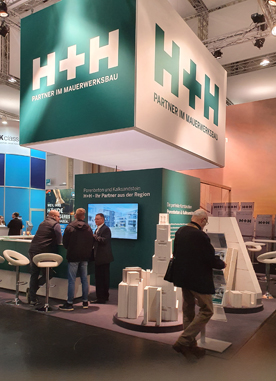 H+H
PARTNER IM MAUERWERKSBAU
H+H
PARTNER IM MAUERWERKSBAU
Porenbeton und Kalksandstein
H+H - Ihr Partner aus der Region